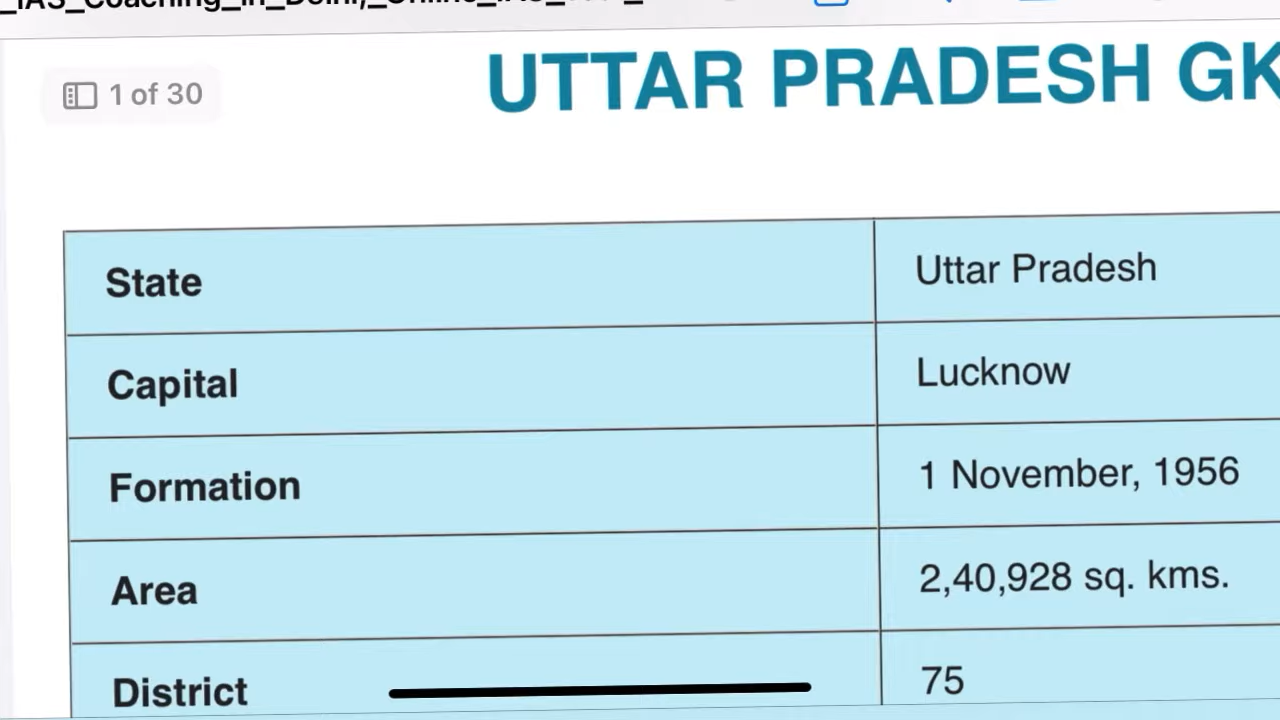 1 of 30
UTTAR PRADESH GK
State Uttar Pradesh
Capital Lucknow
Formation 1 November, 1956
Area 2,40,928 sq. kms.
District 75